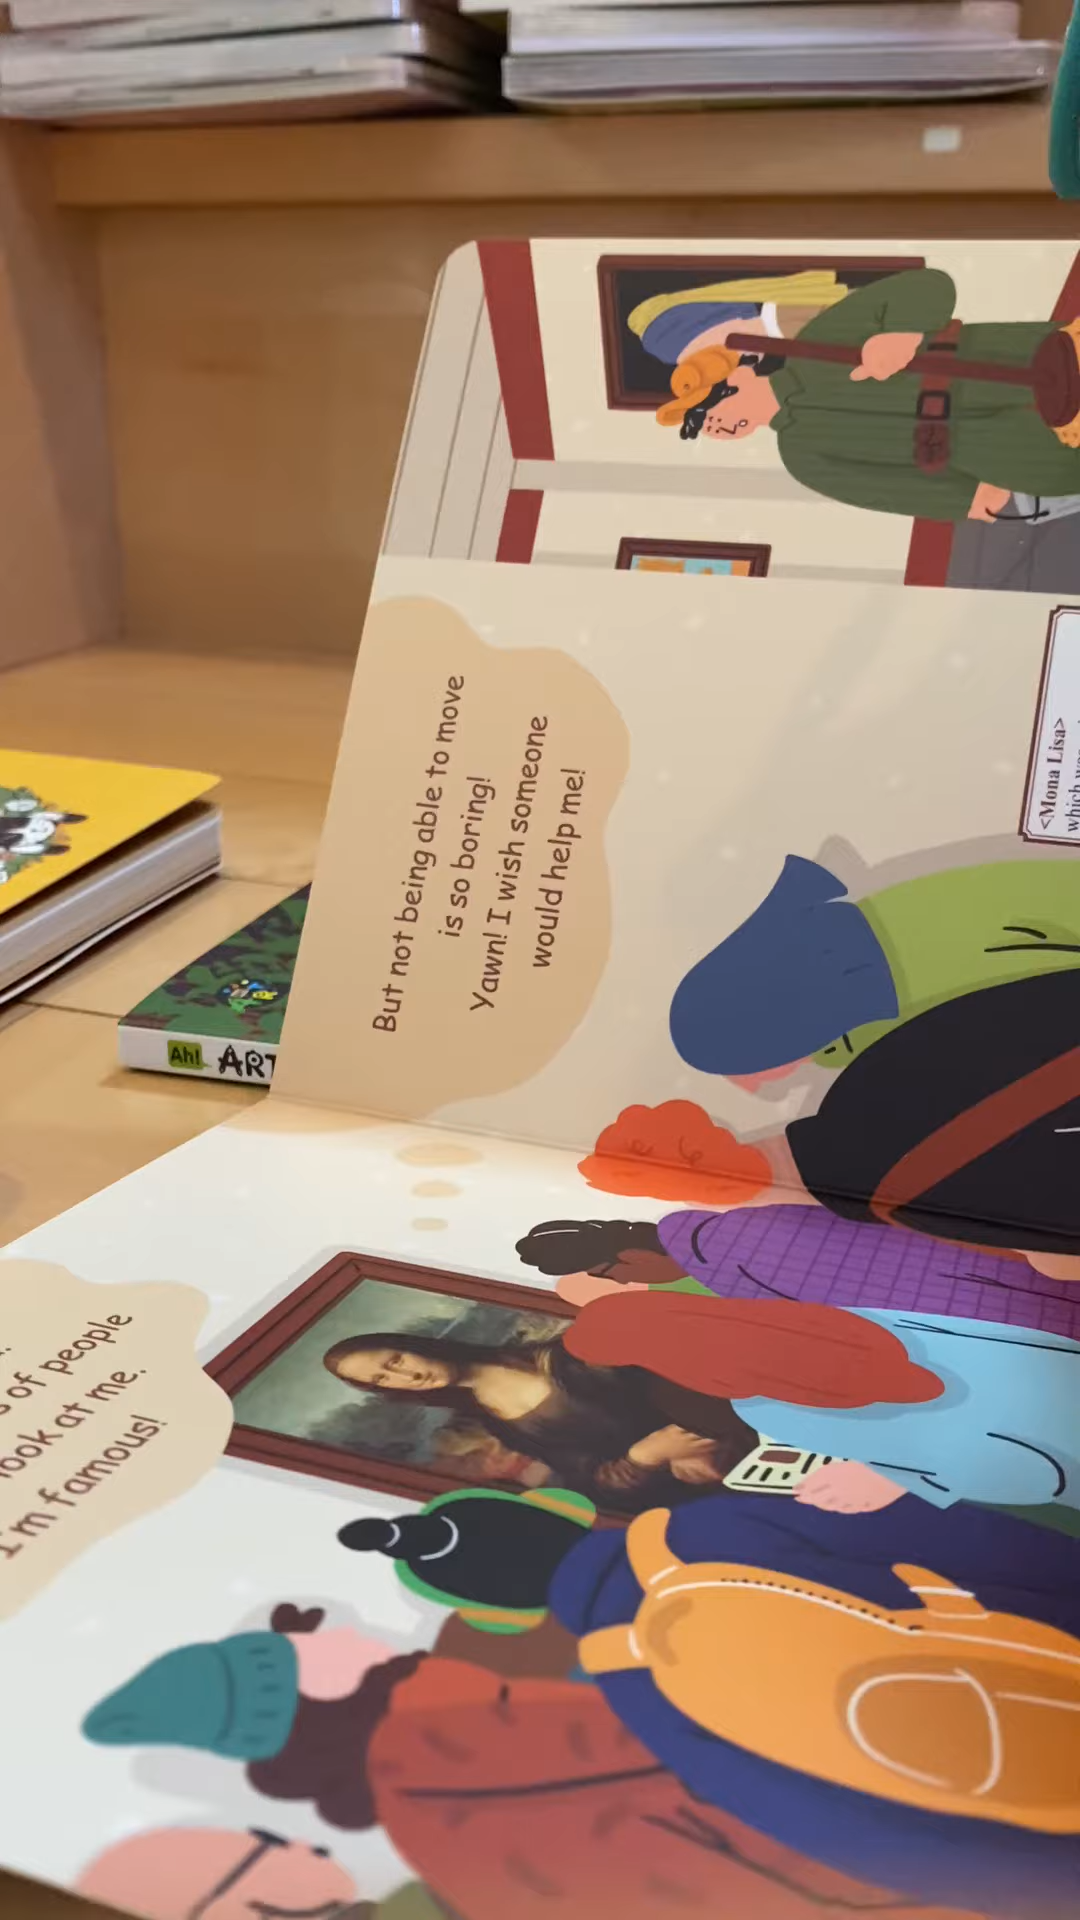 s of people
look at me.
I'm famous!
But not being able to move
is so boring!
Yawn! I wish someone
would help me!
<Mona Lisa>
which
Ah! ART